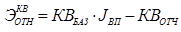 Э^{КВ}_{ОТН} = КВ_{БАЗ} · J_{ВП} − КВ_{ОТЧ}